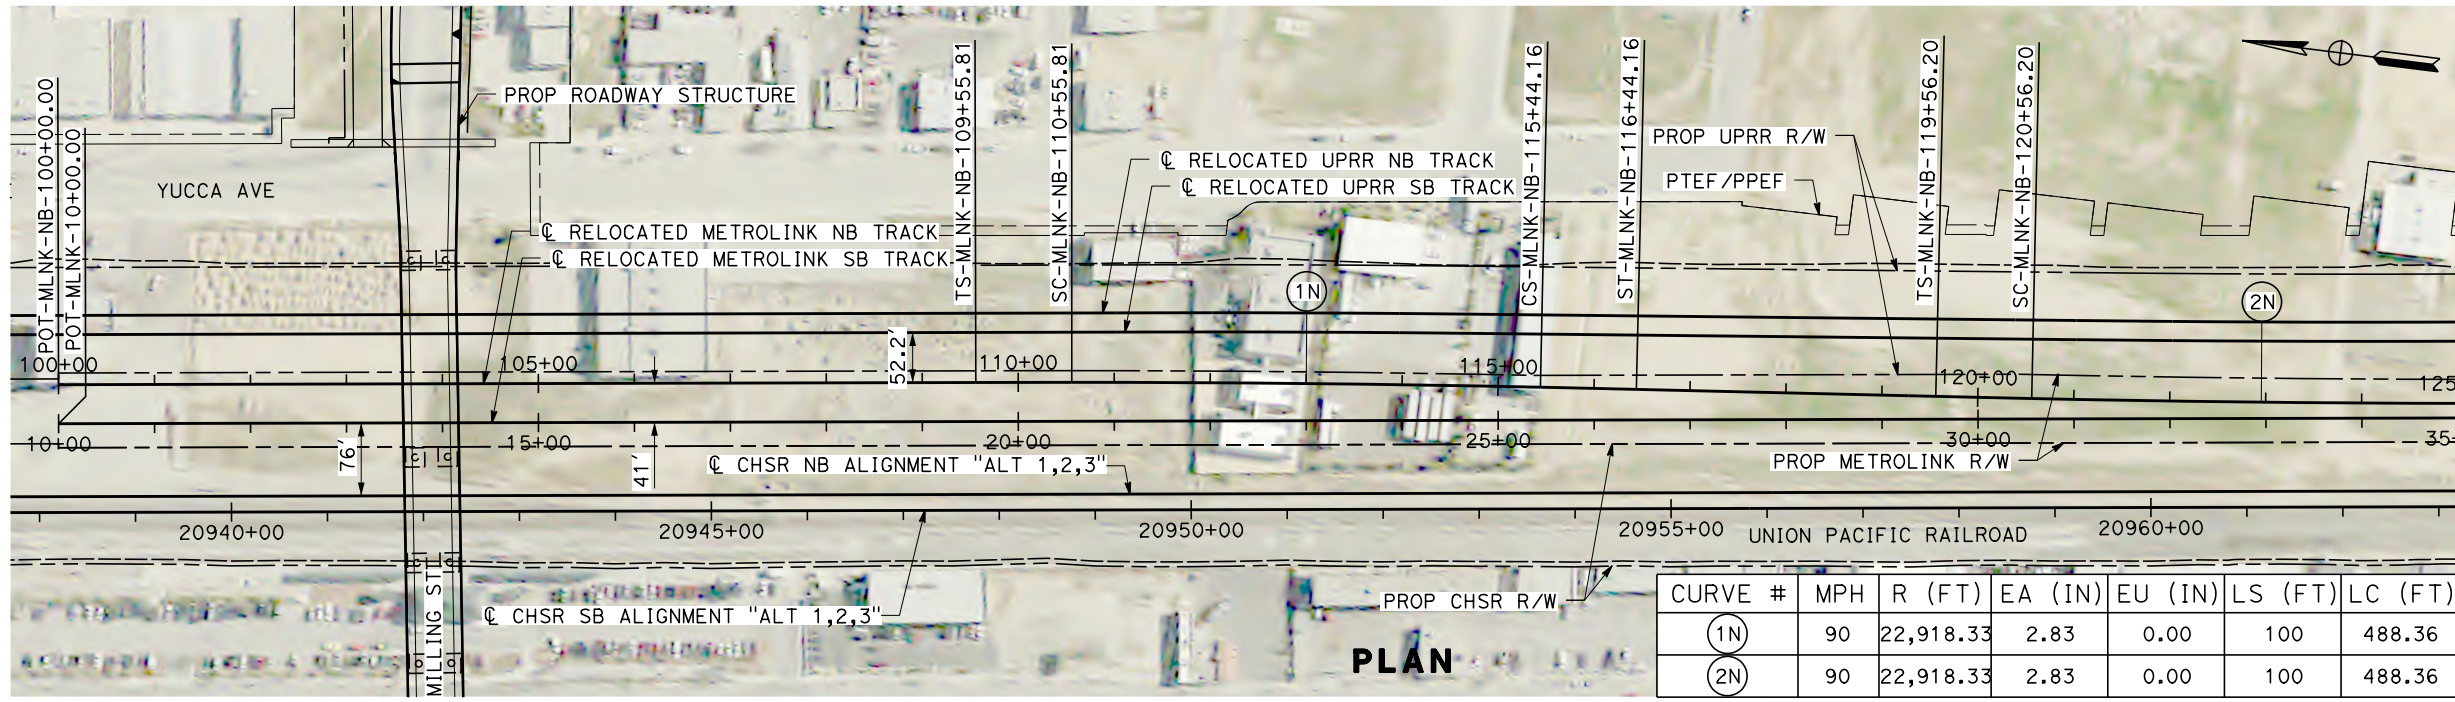 POT-MLNK-NB-100+00.00
POT-MLNK-10+00.00
PROP ROADWAY STRUCTURE
YUCCA AVE
TS-MLNK-NB-109+55.81
SC-MLNK-NB-110+55.81
CS-MLNK-NB-115+44.16
ST-MLNK-NB-116+44.16
TS-MLNK-NB-119+56.20
SC-MLNK-NB-120+56.20
PROP UPRR R/W
PTEF/PPEF
℄ RELOCATED UPRR NB TRACK
℄ RELOCATED UPRR SB TRACK
℄ RELOCATED METROLINK NB TRACK
℄ RELOCATED METROLINK SB TRACK
1N
2N
52.2'
100+00
105+00
110+00
115+00
120+00
125
10+00
15+00
20+00
25+00
30+00
35
76'
41'
℄ CHSR NB ALIGNMENT "ALT 1,2,3"
PROP METROLINK R/W
20940+00
20945+00
20950+00
20955+00
UNION PACIFIC RAILROAD
20960+00
MILLING ST
℄ CHSR SB ALIGNMENT "ALT 1,2,3"
PROP CHSR R/W
PLAN
CURVE # MPH R (FT) EA (IN) EU (IN) LS (FT) LC (FT)
1N 90 22,918.33 2.83 0.00 100 488.36
2N 90 22,918.33 2.83 0.00 100 488.36